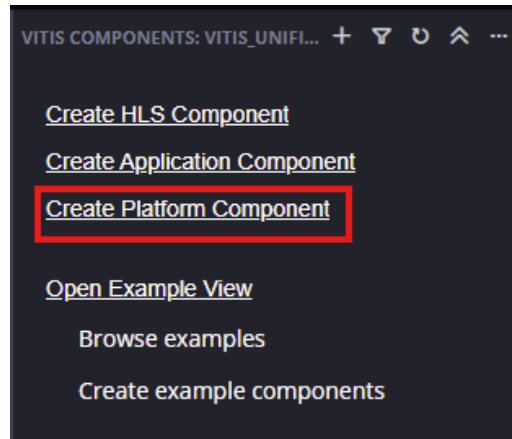 VITIS COMPONENTS: VITIS_UNIFI...
Create HLS Component
Create Application Component
Create Platform Component
Open Example View
Browse examples
Create example components